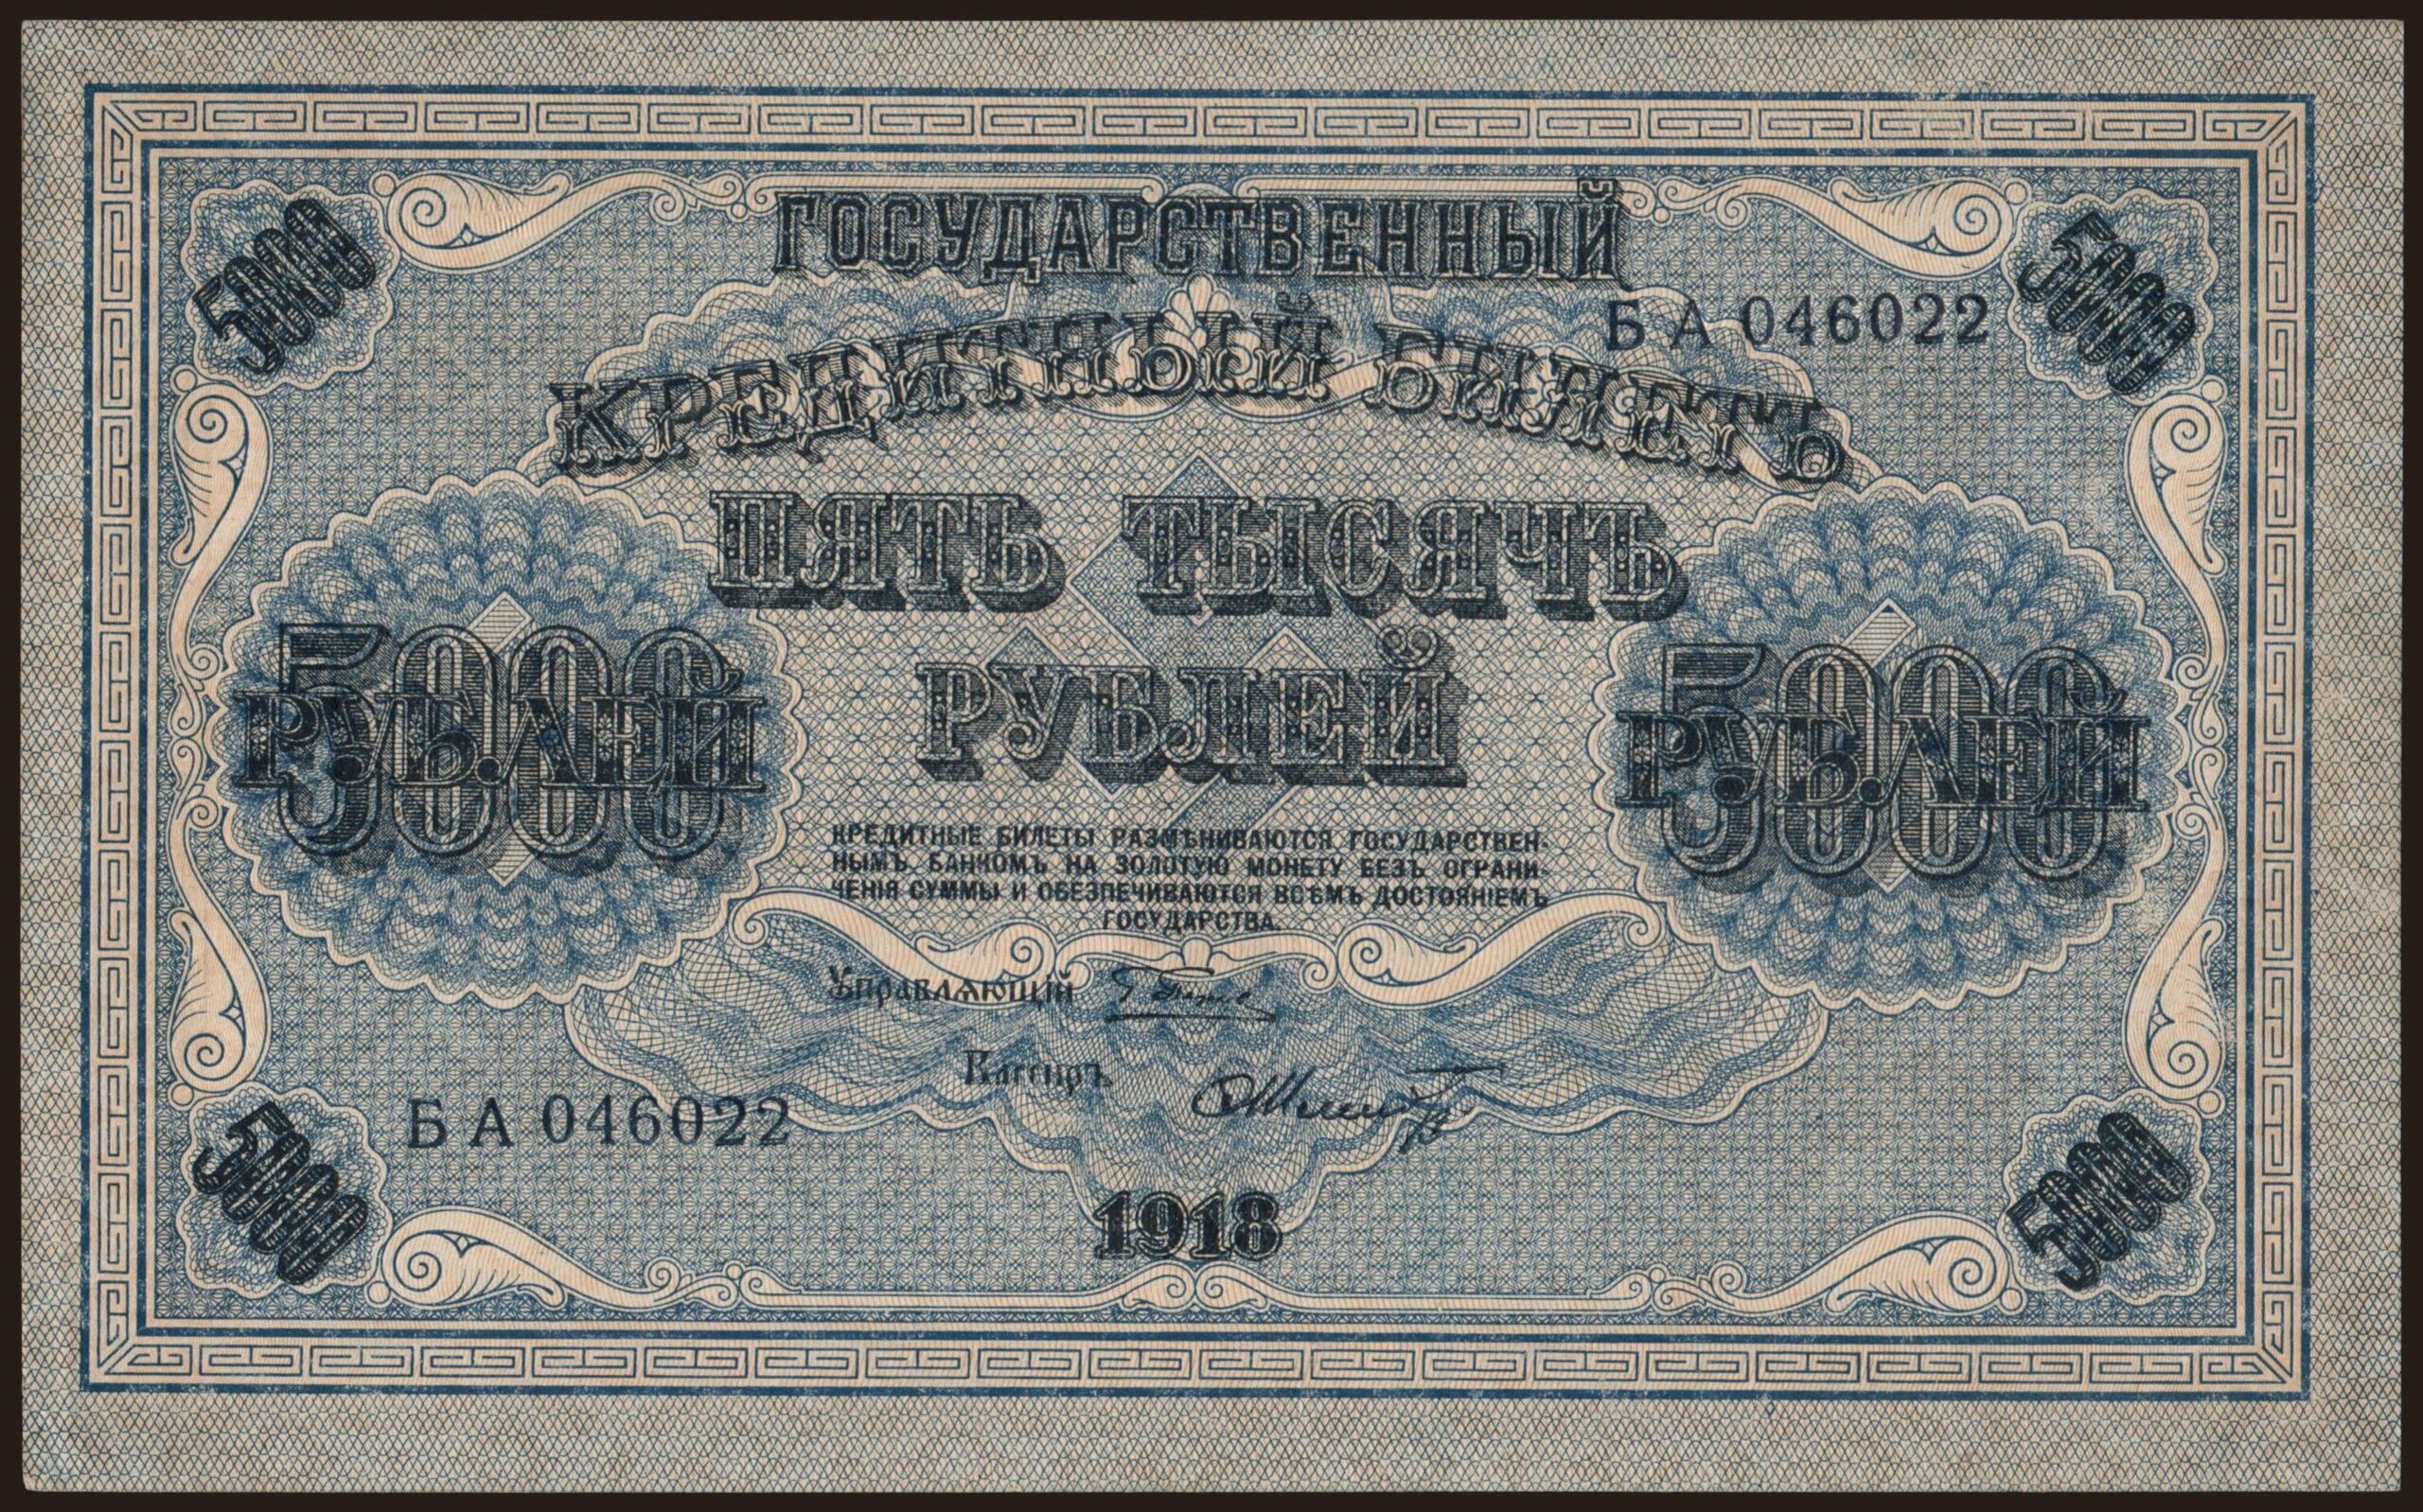 5000
5000
ГОСУДАРСТВЕННЫЙ
БА 046022
КРЕДИТНЫЙ БИЛЕТЪ
ПЯТЬ ТЫСЯЧЪ
РУБЛЕЙ
5000
РУБЛЕЙ
5000
РУБЛЕЙ
КРЕДИТНЫЕ БИЛЕТЫ РАЗМѢНИВАЮТСЯ ГОСУДАРСТВЕН-
НЫМЪ БАНКОМЪ НА ЗОЛОТУЮ МОНЕТУ БЕЗЪ ОГРАНИ-
ЧЕНІЯ СУММЫ И ОБЕЗПЕЧИВАЮТСЯ ВСѢМЪ ДОСТОЯНІЕМЪ
ГОСУДАРСТВА.
Управляющій
Кассиръ
БА 046022
5000
1918
5000